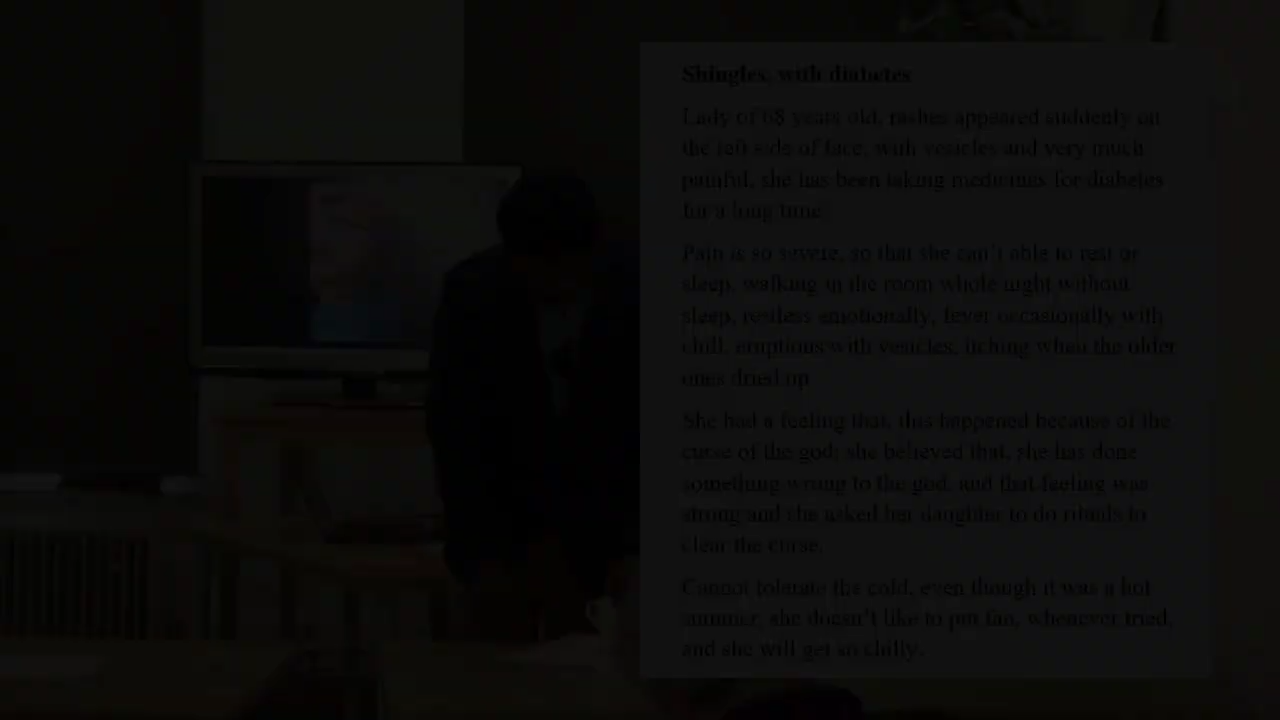 Shingles, with diabetes
Lady of 68 years old, rashes appeared suddenly on
the left side of face, with vesicles and very much
painful, she has been taking medicines for diabetes
for a long time.
Pain is so severe, so that she can't able to rest or
sleep, walking in the room whole night without
sleep, restless emotionally, fever occasionally with
chill, eruptions with vesicles, itching when the older
ones dried up
She had a feeling that, this happened because of the
curse of the god; she believed that, she has done
something wrong to the god, and that feeling was
strong and she asked her daughter to do rituals to
clear the curse.
Cannot tolerate the cold, even though it was a hot
summer, she doesn't like to put fan, whenever tried,
and she will get so chilly.